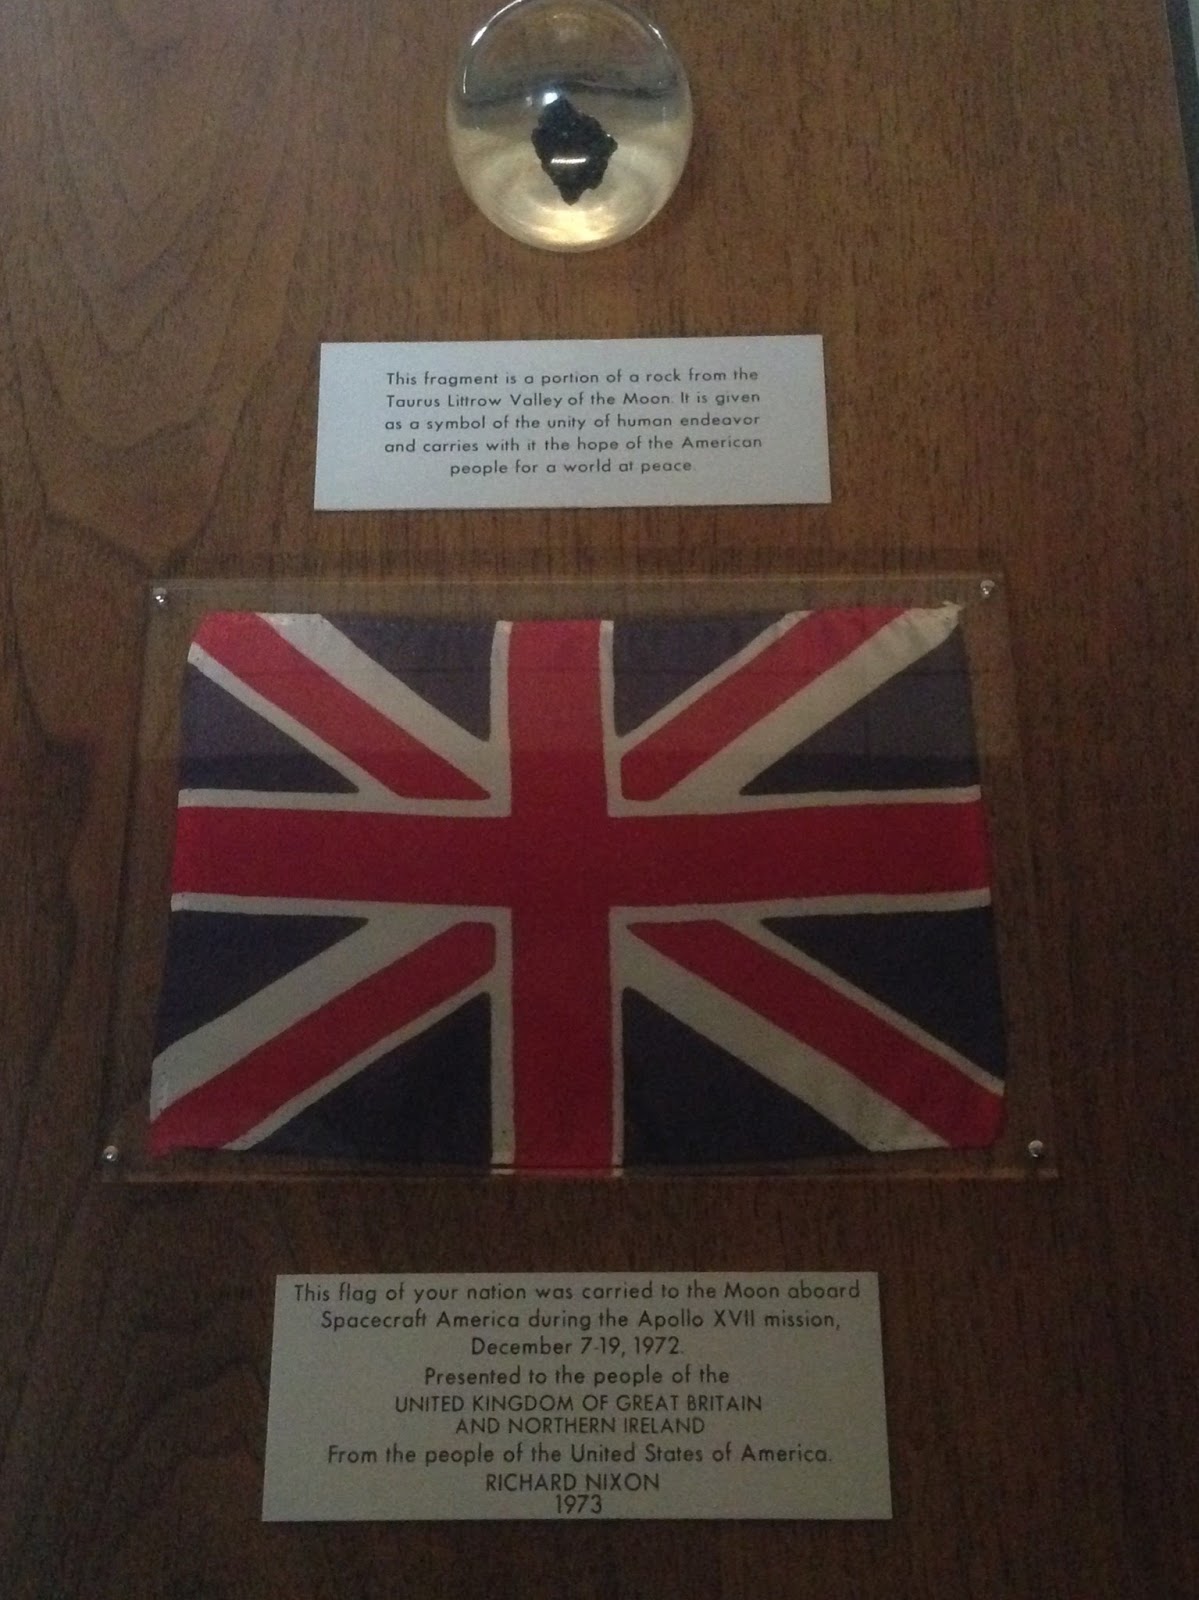 This fragment is a portion of a rock from the
Taurus Littrow Valley of the Moon. It is given
as a symbol of the unity of human endeavor
and carries with it the hope of the American
people for a world at peace.
This flag of your nation was carried to the Moon aboard
Spacecraft America during the Apollo XVII mission,
December 7-19, 1972.
Presented to the people of the
UNITED KINGDOM OF GREAT BRITAIN
AND NORTHERN IRELAND
From the people of the United States of America.
RICHARD NIXON
1973